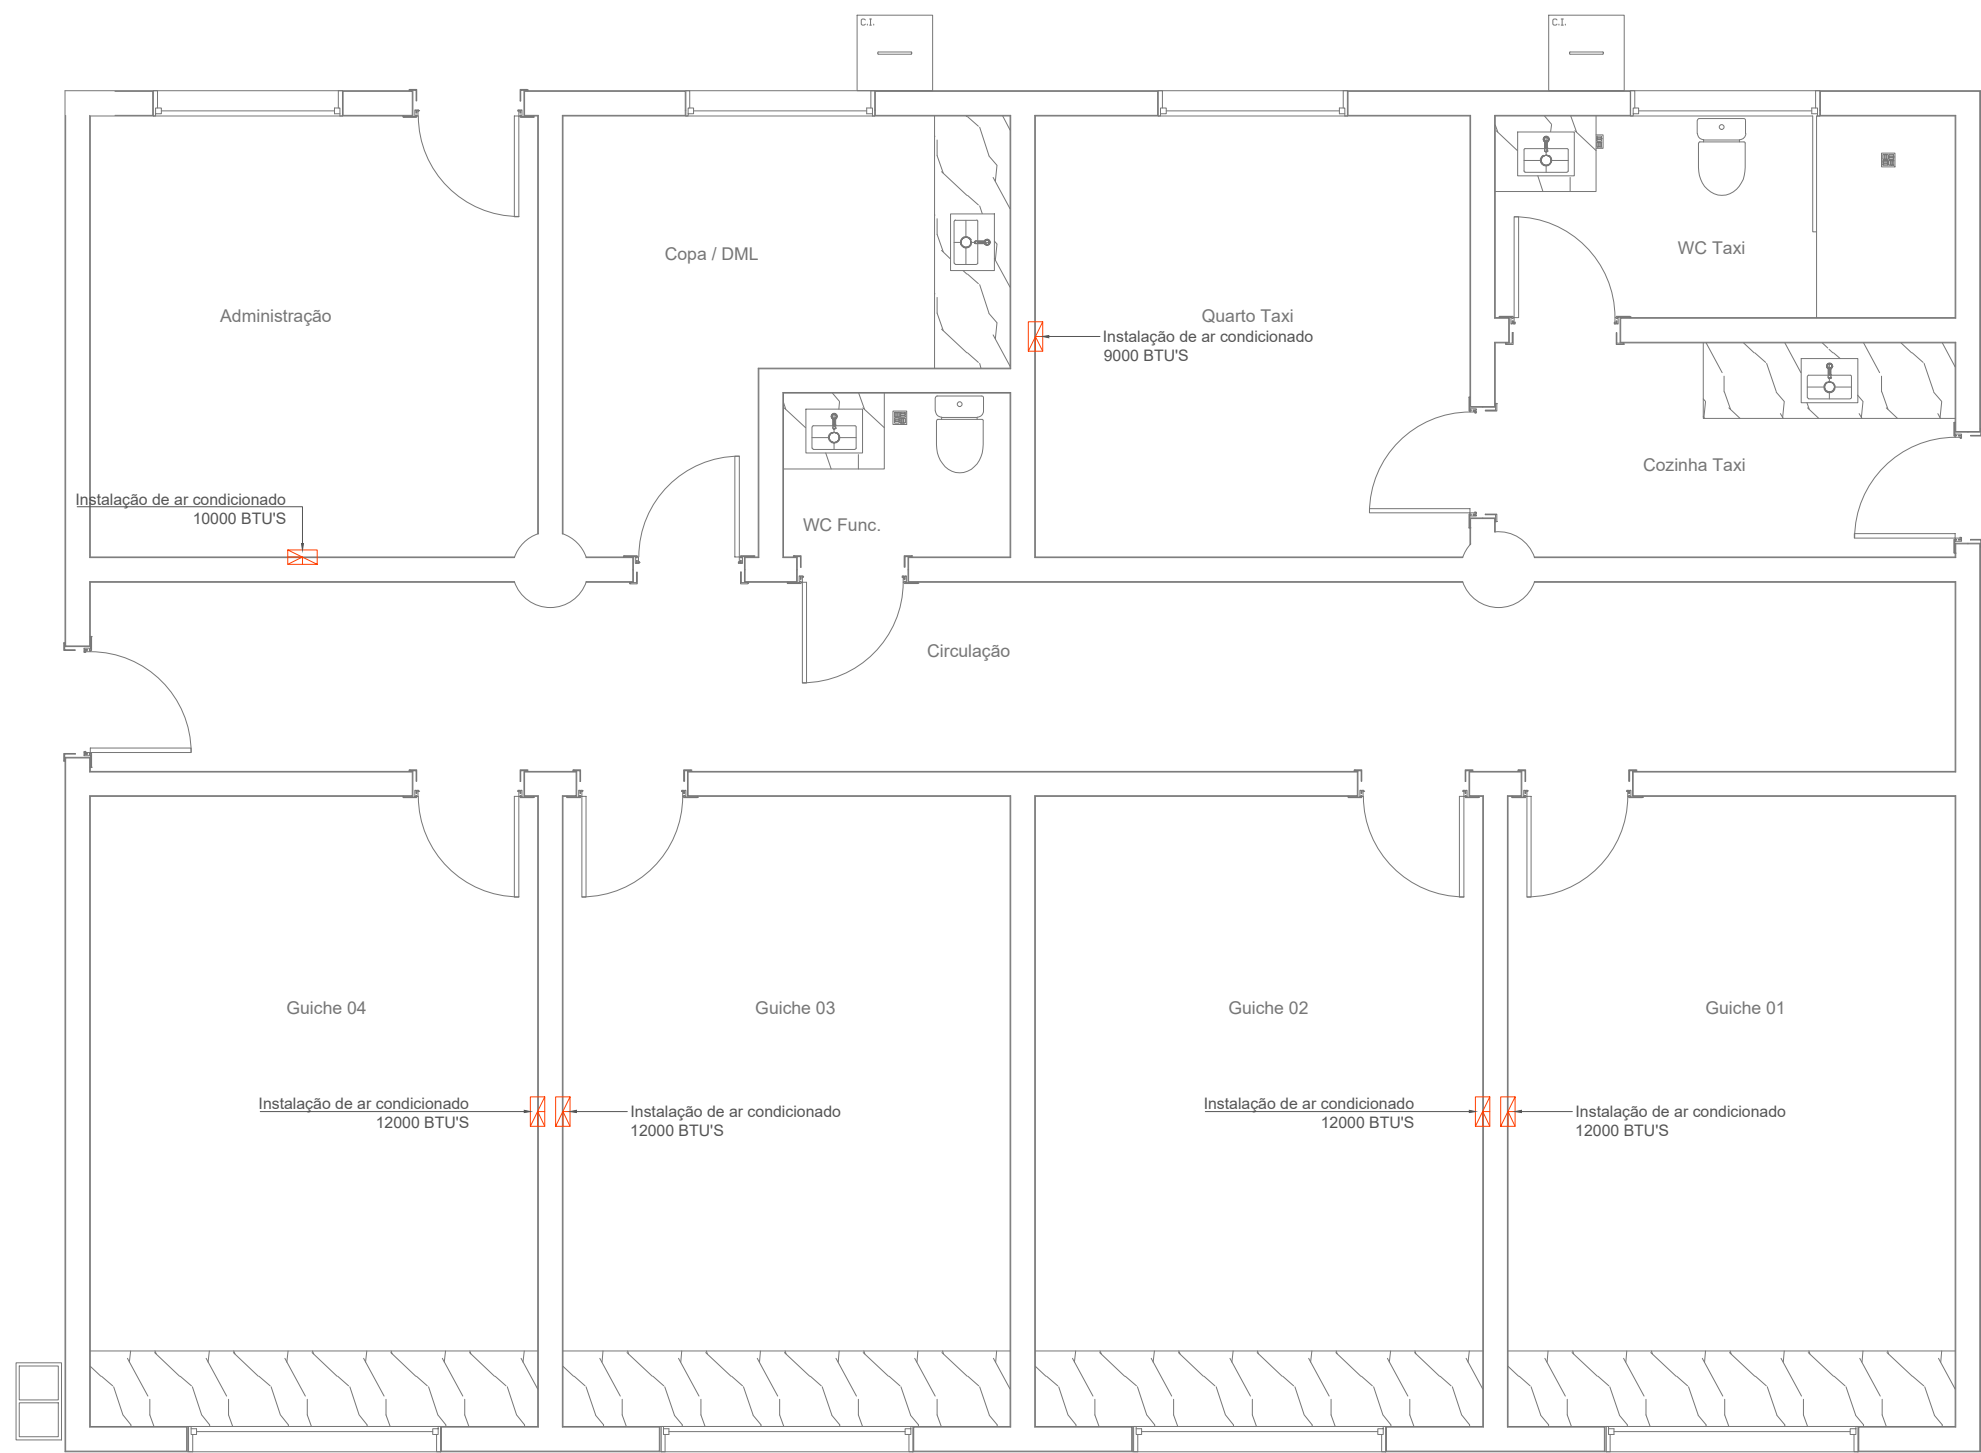 C.I.
C.I.
Copa / DML
WC Taxi
Administração
Quarto Taxi
Instalação de ar condicionado
9000 BTU'S
Cozinha Taxi
Instalação de ar condicionado
10000 BTU'S
WC Func.
Circulação
Guiche 04
Guiche 03
Guiche 02
Guiche 01
Instalação de ar condicionado
12000 BTU'S
Instalação de ar condicionado
12000 BTU'S
Instalação de ar condicionado
12000 BTU'S
Instalação de ar condicionado
12000 BTU'S